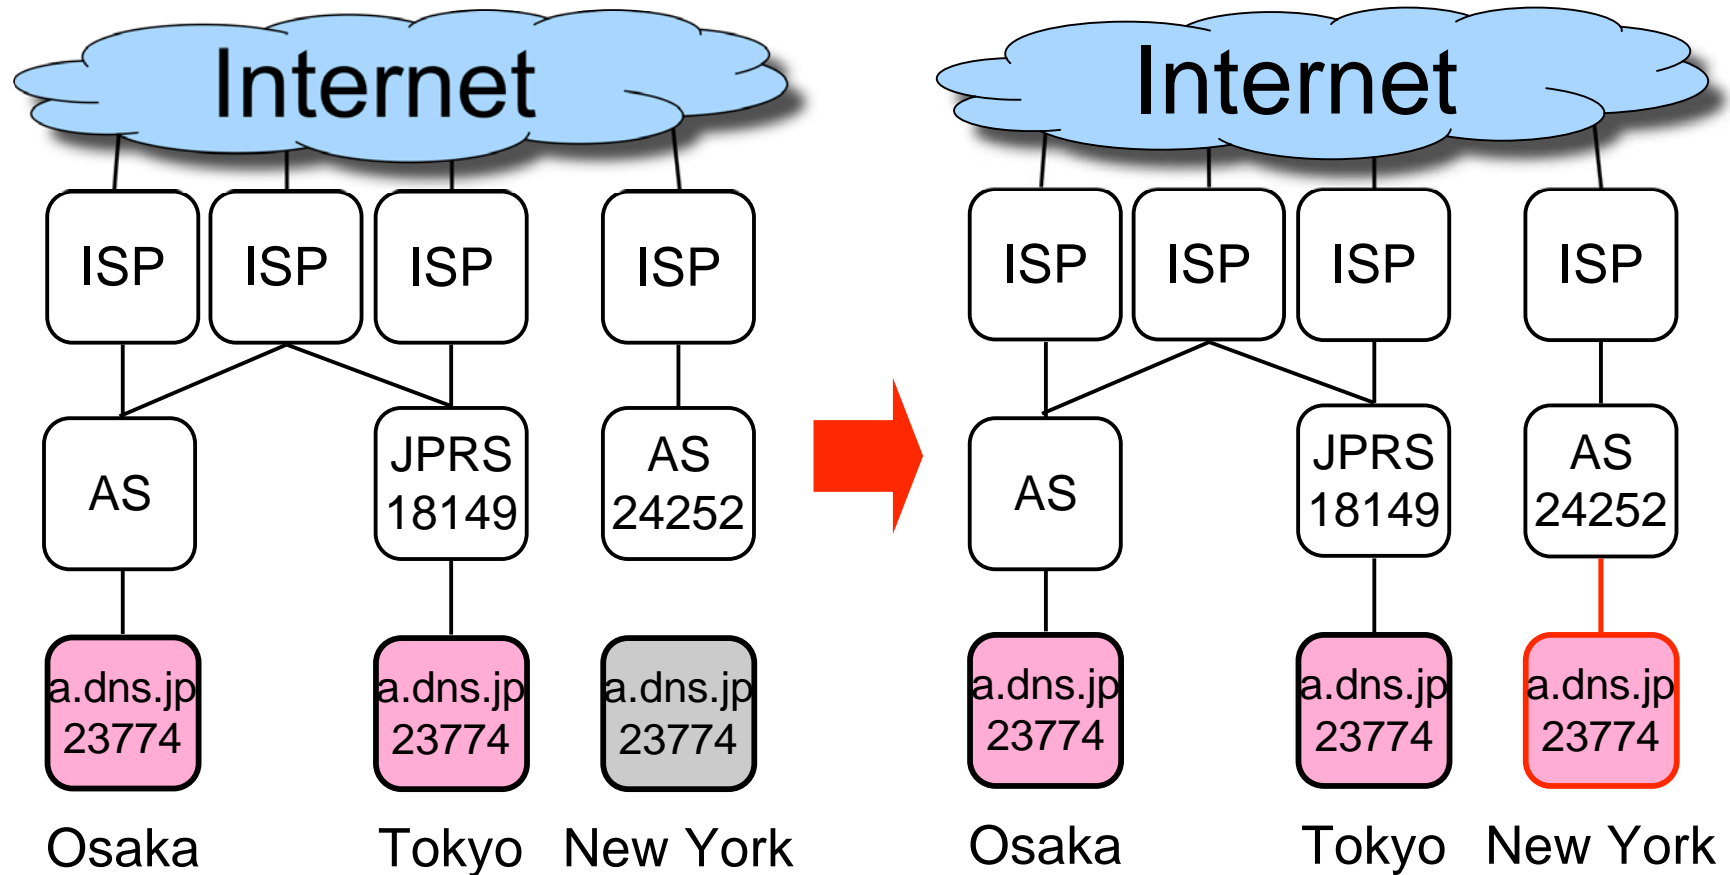 Internet
ISP
ISP
ISP
ISP
AS
JPRS
18149
AS
24252
a.dns.jp
23774
a.dns.jp
23774
a.dns.jp
23774
Osaka
Tokyo
New York
Internet
ISP
ISP
ISP
ISP
AS
JPRS
18149
AS
24252
a.dns.jp
23774
a.dns.jp
23774
a.dns.jp
23774
Osaka
Tokyo
New York